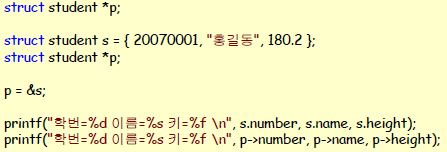 struct student *p;
struct student s = { 20070001, "홍길동", 180.2 };
struct student *p;
p = &s;
printf("학번=%d 이름=%s 키=%f \n", s.number, s.name, s.height);
printf("학번=%d 이름=%s 키=%f \n", p->number, p->name, p->height);